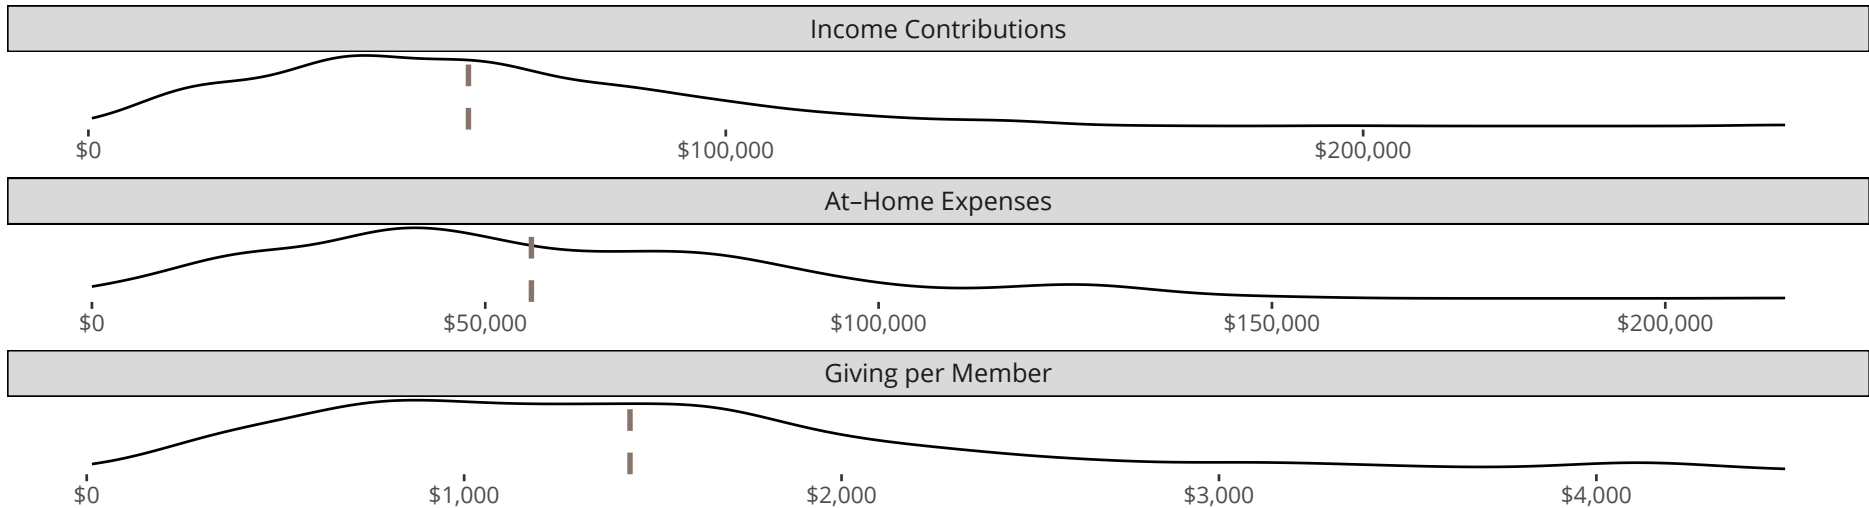 Income Contributions
$0 $100,000 $200,000
At–Home Expenses
$0 $50,000 $100,000 $150,000 $200,000
Giving per Member
$0 $1,000 $2,000 $3,000 $4,000